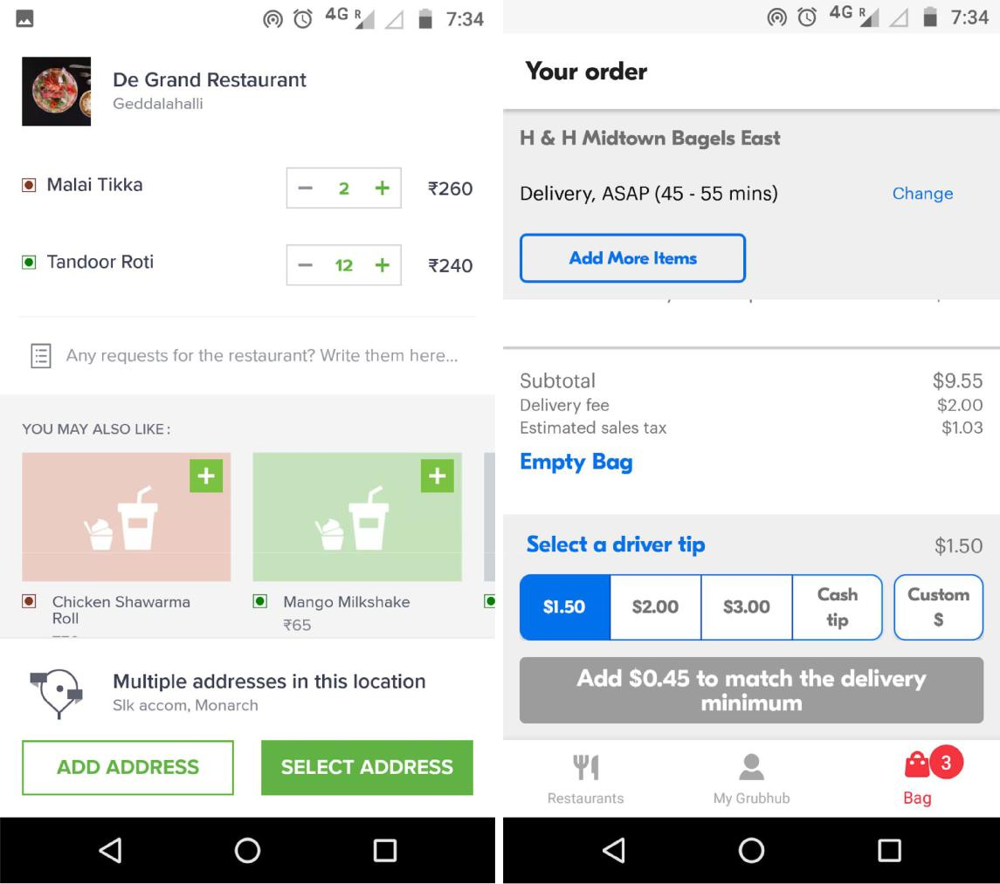 4G R 7:34
De Grand Restaurant
Geddalahalli
Malai Tikka − 2 + ₹260
Tandoor Roti − 12 + ₹240
Any requests for the restaurant? Write them here...
YOU MAY ALSO LIKE :
Chicken Shawarma
Roll
Mango Milkshake
₹65
Multiple addresses in this location
Slk accom, Monarch
ADD ADDRESS SELECT ADDRESS
4G R 7:34
Your order
H & H Midtown Bagels East
Delivery, ASAP (45 - 55 mins) Change
Add More Items
Subtotal $9.55
Delivery fee $2.00
Estimated sales tax $1.03
Empty Bag
Select a driver tip $1.50
$1.50 $2.00 $3.00 Cash tip Custom $
Add $0.45 to match the delivery
minimum
3
Restaurants My Grubhub Bag